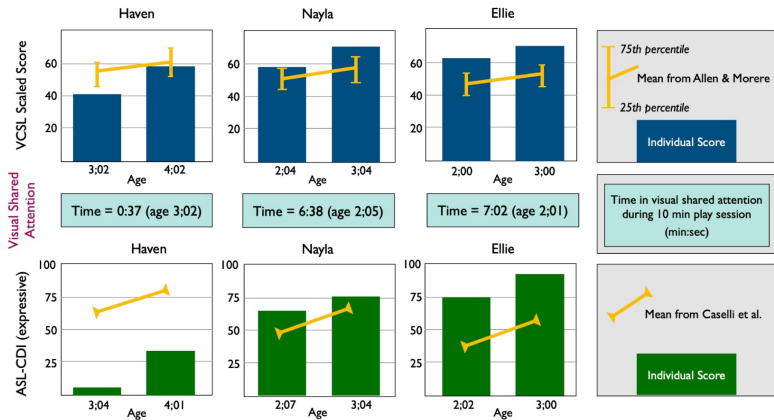 Haven
Nayla
Ellie
VCSL Scaled Score
60
40
20
3;02 4;02
Age
60
40
20
2;04 3;04
Age
60
40
20
2;00 3;00
Age
75th percentile
Mean from Allen & Morere
25th percentile
Individual Score
Visual Shared
Attention
Time = 0:37 (age 3;02)
Time = 6:38 (age 2;05)
Time = 7:02 (age 2;01)
Time in visual shared attention
during 10 min play session
(min:sec)
Haven
Nayla
Ellie
ASL-CDI (expressive)
100
75
50
25
3;04 4;01
Age
100
75
50
25
2;07 3;04
Age
100
75
50
25
2;02 3;00
Age
Mean from Caselli et al.
Individual Score